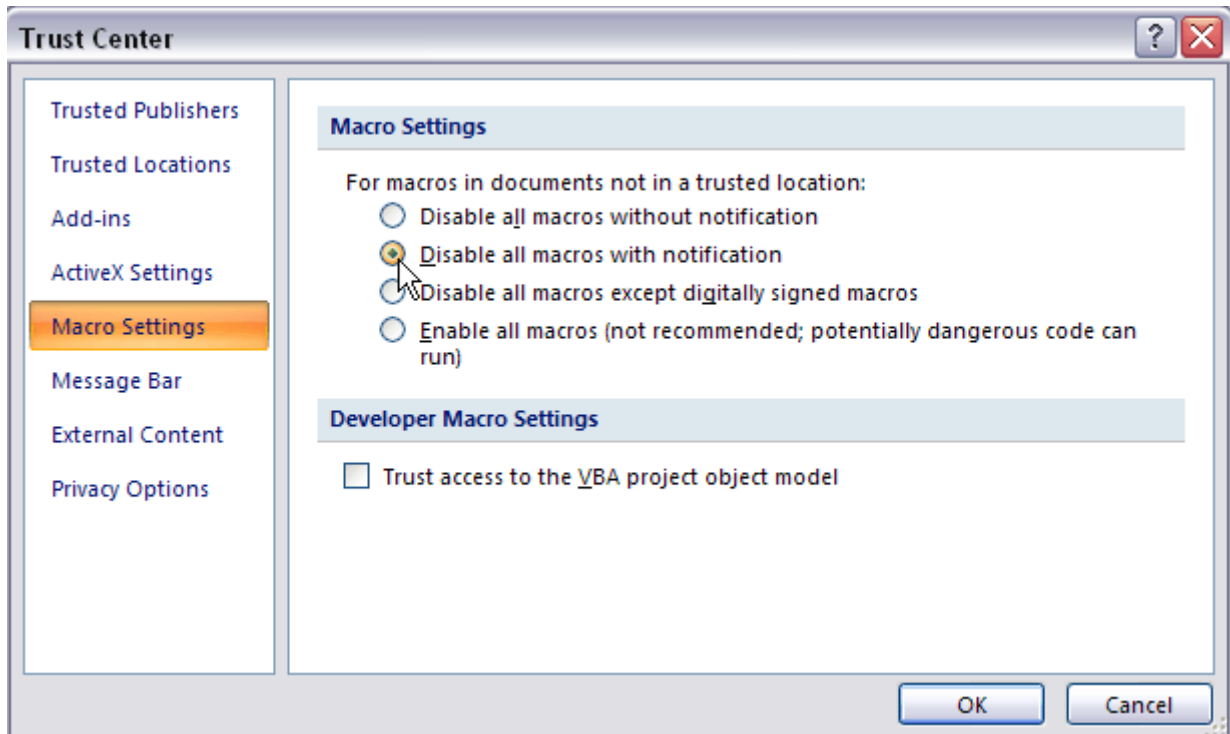 Trust Center
?
Trusted Publishers
Trusted Locations
Add-ins
ActiveX Settings
Macro Settings
Message Bar
External Content
Privacy Options
Macro Settings
For macros in documents not in a trusted location:
Disable all macros without notification
Disable all macros with notification
Disable all macros except digitally signed macros
Enable all macros (not recommended; potentially dangerous code can
run)
Developer Macro Settings
Trust access to the VBA project object model
OK
Cancel